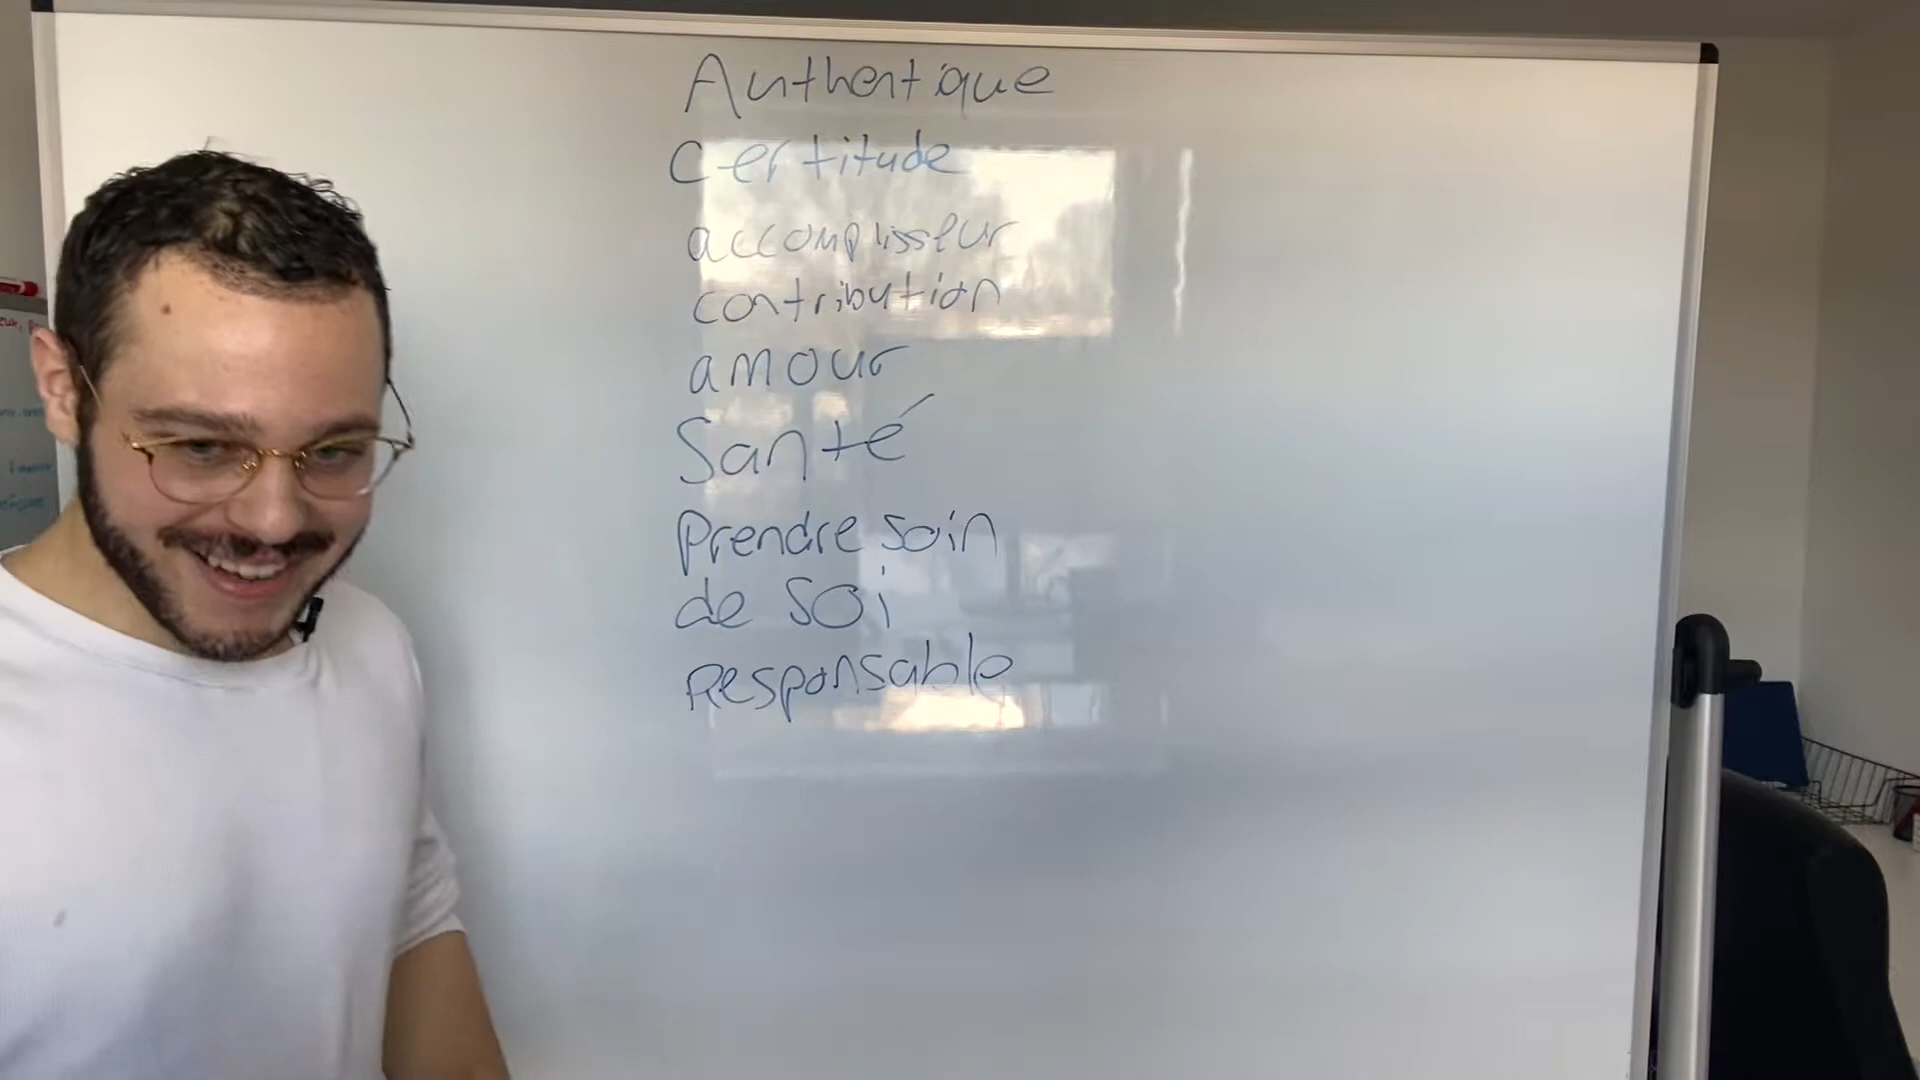 Authentique
Certitude
accomplisseur
contribution
amour
Santé
Prendre soin
de soi
Responsable